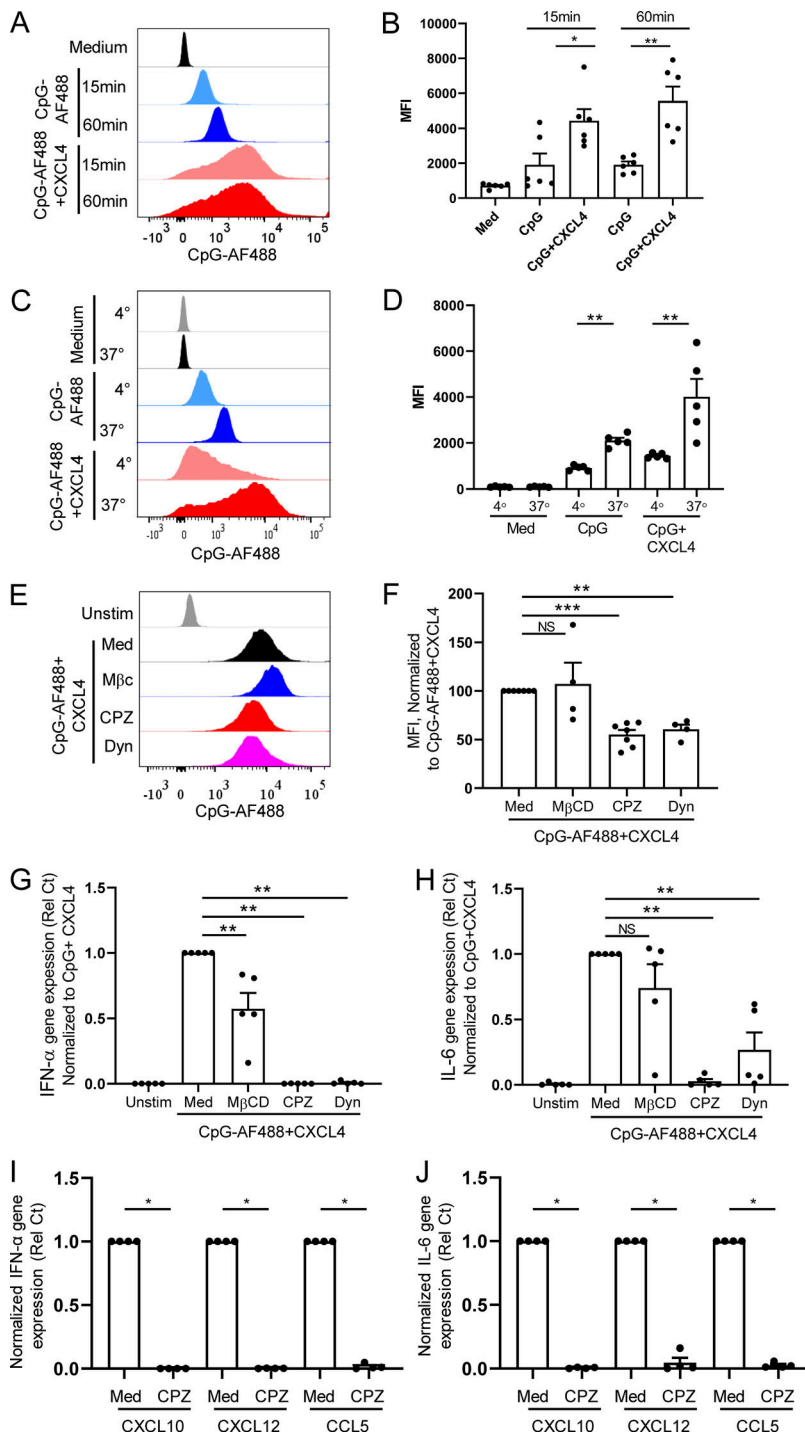 A
Medium
CpG-
AF488
15min
60min
CpG-AF488
+CXCL4
15min
60min
-10³ 0 10³ 10⁴ 10⁵
CpG-AF488
B
15min 60min
* **
MFI
10000
8000
6000
4000
2000
0
Med
CpG
CpG+CXCL4
CpG
CpG+CXCL4
C
Medium
4°
37°
CpG-
AF488
4°
37°
CpG-AF488
+CXCL4
4°
37°
-10³ 0 10³ 10⁴ 10⁵
CpG-AF488
D
** **
MFI
8000
6000
4000
2000
0
4° 37° 4° 37° 4° 37°
Med CpG CpG+
CXCL4
E
Unstim
CpG-AF488+
CXCL4
Med
Mβc
CPZ
Dyn
-10³ 0 10³ 10⁴ 10⁵
CpG-AF488
F
**
***
NS
MFI, Normalized
to CpG-AF488+CXCL4
200
150
100
50
0
Med MβCD CPZ Dyn
CpG-AF488+CXCL4
G
**
**
**
IFN-α gene expression (Rel Ct)
Normalized to CpG+ CXCL4
1.5
1.0
0.5
0.0
Unstim Med MβCD CPZ Dyn
CpG-AF488+CXCL4
H
**
**
NS
IL-6 gene expression (Rel Ct)
Normalized to CpG+CXCL4
1.5
1.0
0.5
0.0
Unstim Med MβCD CPZ Dyn
CpG-AF488+CXCL4
I
* * *
Normalized IFN-α gene
expression (Rel Ct)
1.5
1.0
0.5
0.0
Med CPZ Med CPZ Med CPZ
CXCL10 CXCL12 CCL5
J
* * *
Normalized IL-6 gene
expression (Rel Ct)
1.5
1.0
0.5
0.0
Med CPZ Med CPZ Med CPZ
CXCL10 CXCL12 CCL5